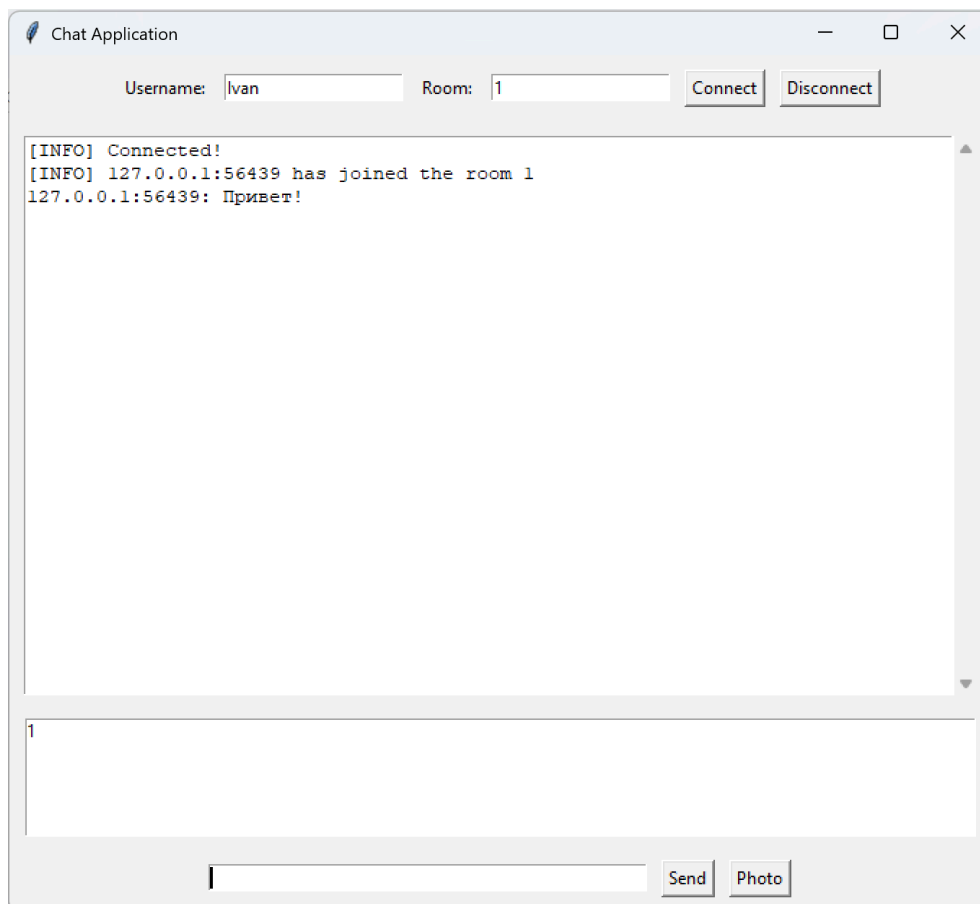 Chat Application
Username: Ivan Room: 1 Connect Disconnect
[INFO] Connected!
[INFO] 127.0.0.1:56439 has joined the room 1
127.0.0.1:56439: Привет!
1
Send Photo